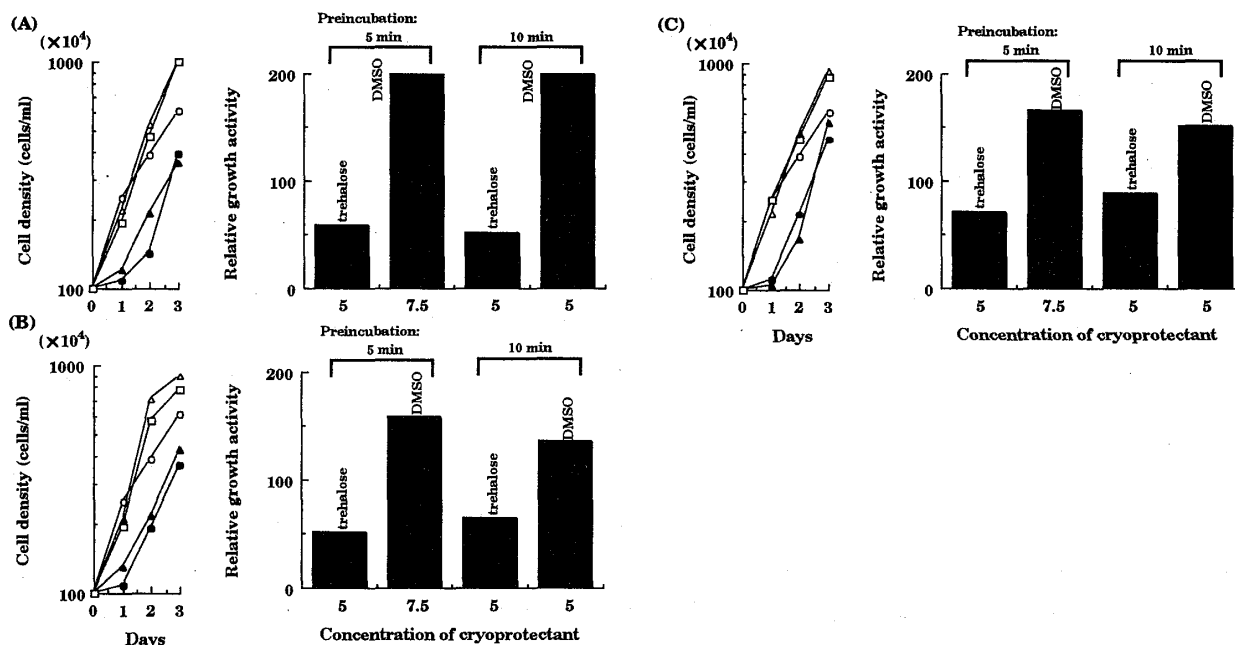 (A)
(×10⁴)
Cell density (cells/ml)
1000
100
0 1 2 3
Preincubation:
5 min 10 min
Relative growth activity
200
100
0
trehalose
DMSO
trehalose
DMSO
5 7.5 5 5
(B)
(×10⁴)
Cell density (cells/ml)
1000
100
0 1 2 3
Days
Preincubation:
5 min 10 min
Relative growth activity
200
100
0
trehalose
DMSO
trehalose
DMSO
5 7.5 5 5
Concentration of cryoprotectant
(C)
(×10⁴)
Cell density (cells/ml)
1000
100
0 1 2 3
Days
Preincubation:
5 min 10 min
Relative growth activity
200
100
0
trehalose
DMSO
trehalose
DMSO
5 7.5 5 5
Concentration of cryoprotectant